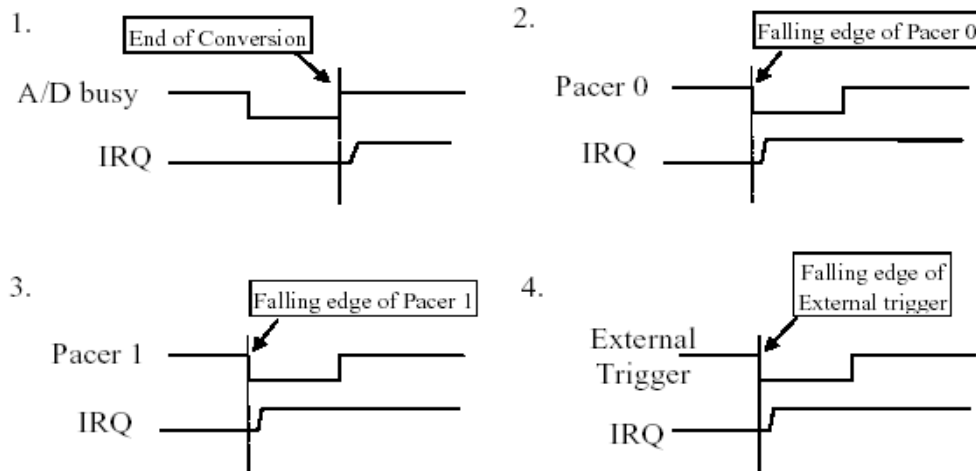 1.
End of Conversion
A/D busy
IRQ
2.
Falling edge of Pacer 0
Pacer 0
IRQ
3.
Falling edge of Pacer 1
Pacer 1
IRQ
4.
Falling edge of
External trigger
External
Trigger
IRQ